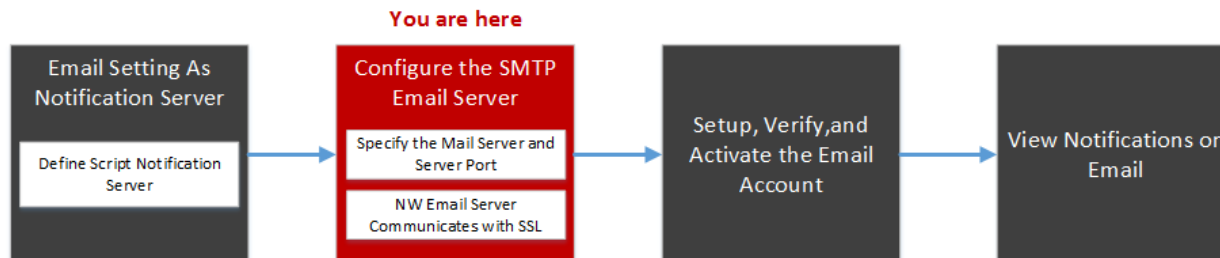 You are here
Email Setting As
Notification Server
Define Script Notification
Server
Configure the SMTP
Email Server
Specify the Mail Server and
Server Port
NW Email Server
Communicates with SSL
Setup, Verify,and
Activate the Email
Account
View Notifications on
Email